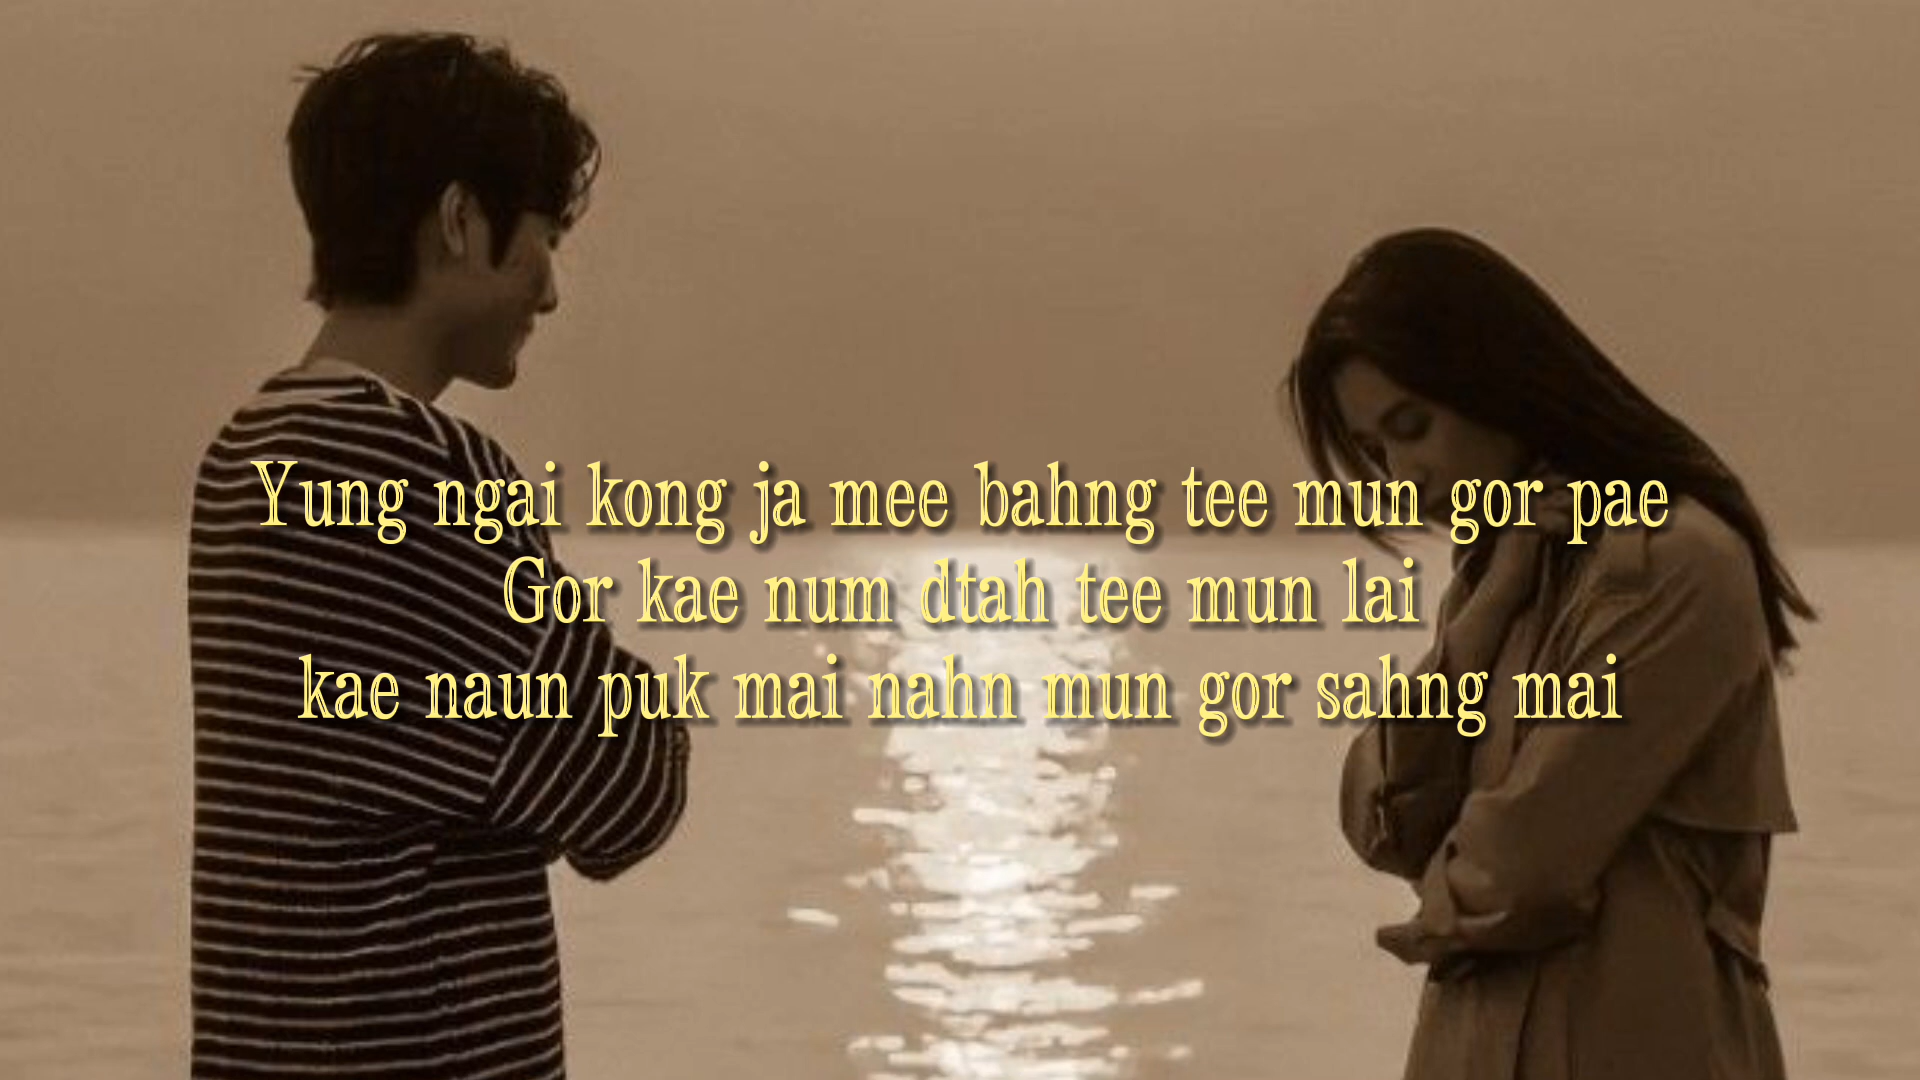 Yung ngai kong ja mee bahng tee mun gor pae
Gor kae num dtah tee mun lai
kae naun puk mai nahn mun gor sahng mai